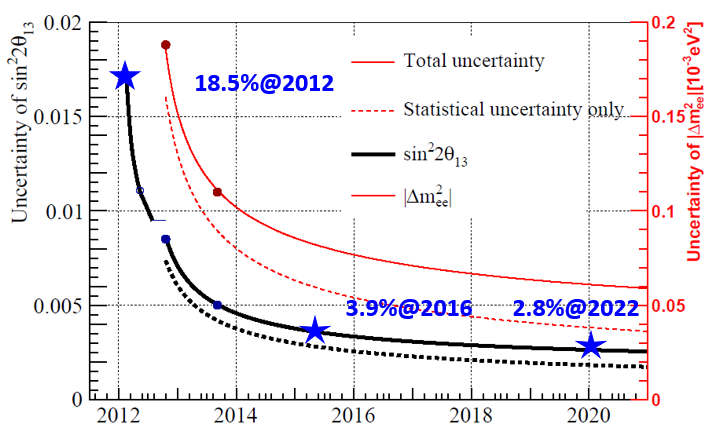 0.02
0.015
0.01
0.005
0
Uncertainty of sin²2θ₁₃
18.5%@2012
Total uncertainty
Statistical uncertainty only
sin²2θ₁₃
|Δm²ₑₑ|
3.9%@2016
2.8%@2022
0.2
0.15
0.1
0.05
0
Uncertainty of |Δm²ₑₑ|[10⁻³eV²]
2012 2014 2016 2018 2020